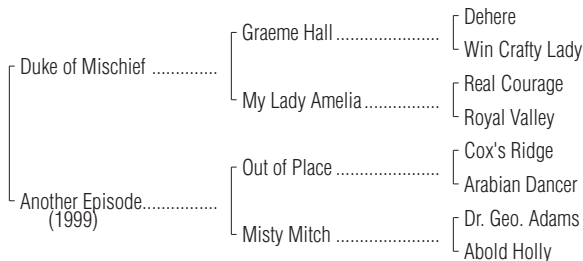 Dehere
Graeme Hall ....................
Win Crafty Lady
Duke of Mischief ..............
Real Courage
My Lady Amelia ................
Royal Valley
Cox's Ridge
Out of Place ....................
Arabian Dancer
Another Episode................
(1999)
Dr. Geo. Adams
Misty Mitch ....................
Abold Holly